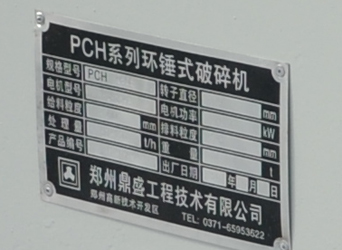 PCH系列环锤式破碎机
规格型号 PCH 转子直径 mm
电机型号 电机功率 kW
给料粒度 mm 排料粒度 mm
处理量 t/h 重量 t
产品编号 出厂日期 年 月 日
郑州鼎盛工程技术有限公司
郑州高新技术开发区 TEL: 0371-65953622